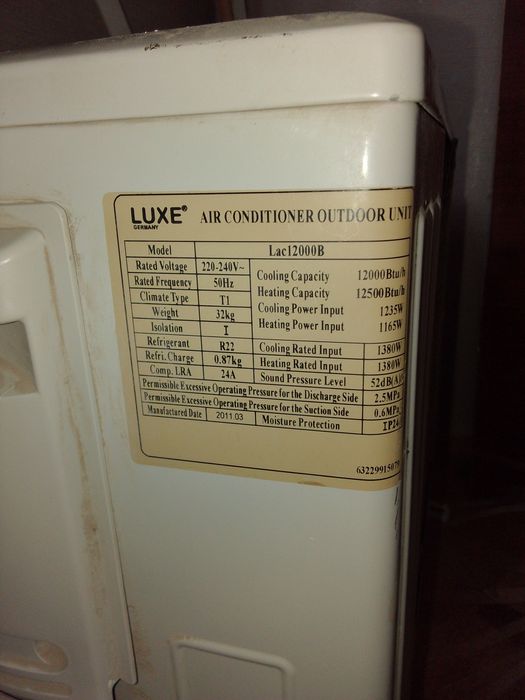 LUXE® AIR CONDITIONER OUTDOOR UNIT
GERMANY
Model Lac12000B
Rated Voltage 220-240V~ Cooling Capacity 12000Btu/h
Rated Frequency 50Hz Heating Capacity 12500Btu/h
Climate Type T1 Cooling Power Input 1235W
Weight 32kg Heating Power Input 1165W
Isolation I
Refrigerant R22 Cooling Rated Input 1380W
Refri. Charge 0.87kg Heating Rated Input 1380W
Comp. LRA 24A Sound Pressure Level 52dB(A)
Permissible Excessive Operating Pressure for the Discharge Side 2.5MPa
Permissible Excessive Operating Pressure for the Suction Side 0.6MPa
Manufactured Date 2011.03 Moisture Protection IP24